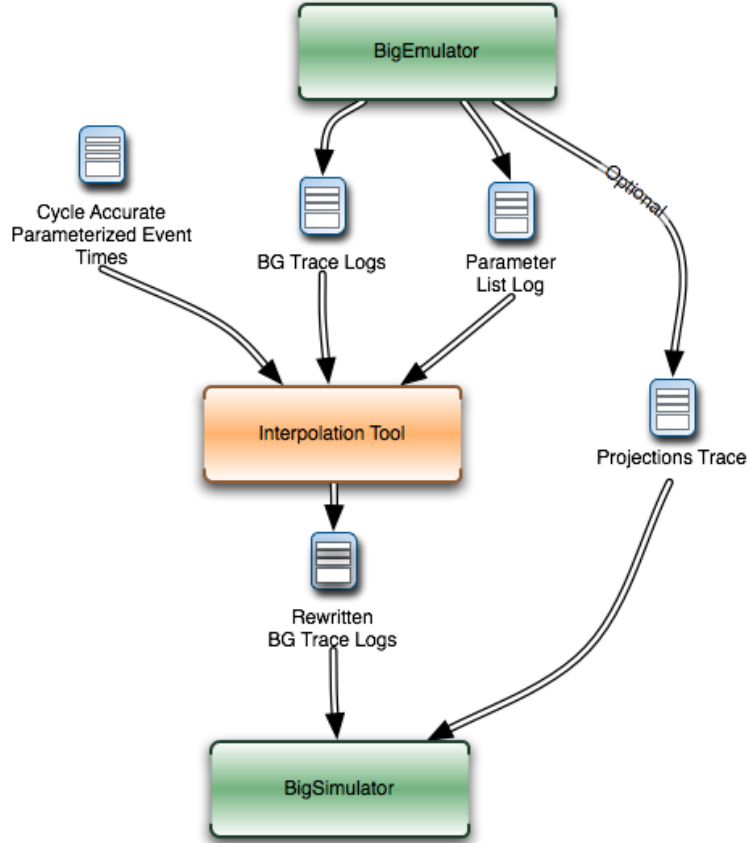 BigEmulator
Optional
Cycle Accurate
Parameterized Event
Times
BG Trace Logs
Parameter
List Log
Interpolation Tool
Projections Trace
Rewritten
BG Trace Logs
BigSimulator